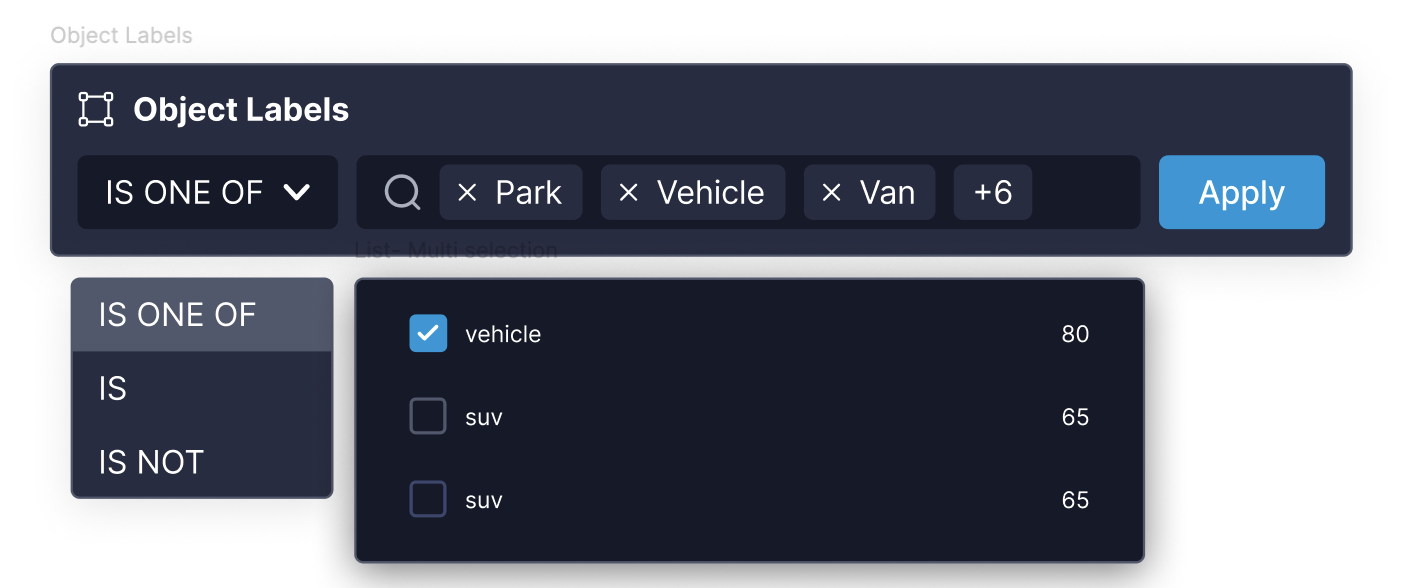 Object Labels
Object Labels
IS ONE OF
Park
Vehicle
Van
+6
Apply
List- Multi selection
IS ONE OF
IS
IS NOT
vehicle 80
suv 65
suv 65